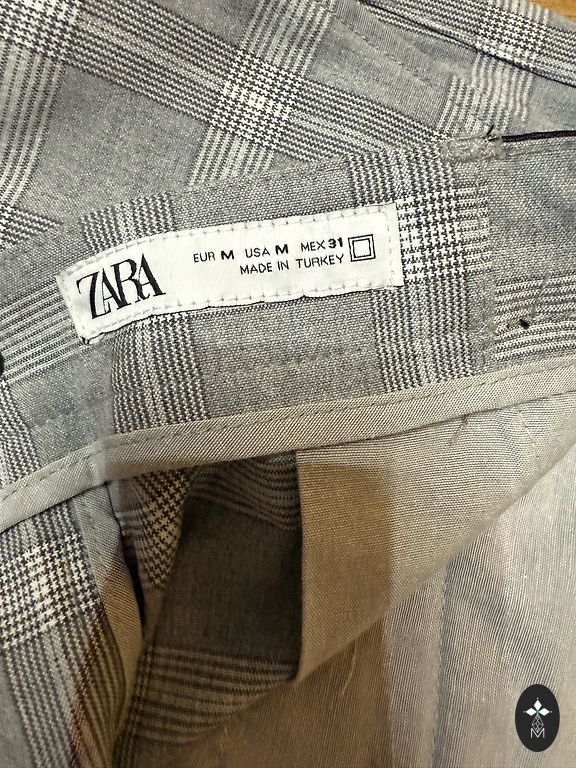 ZARA
EUR M USA M MEX 31
MADE IN TURKEY
M